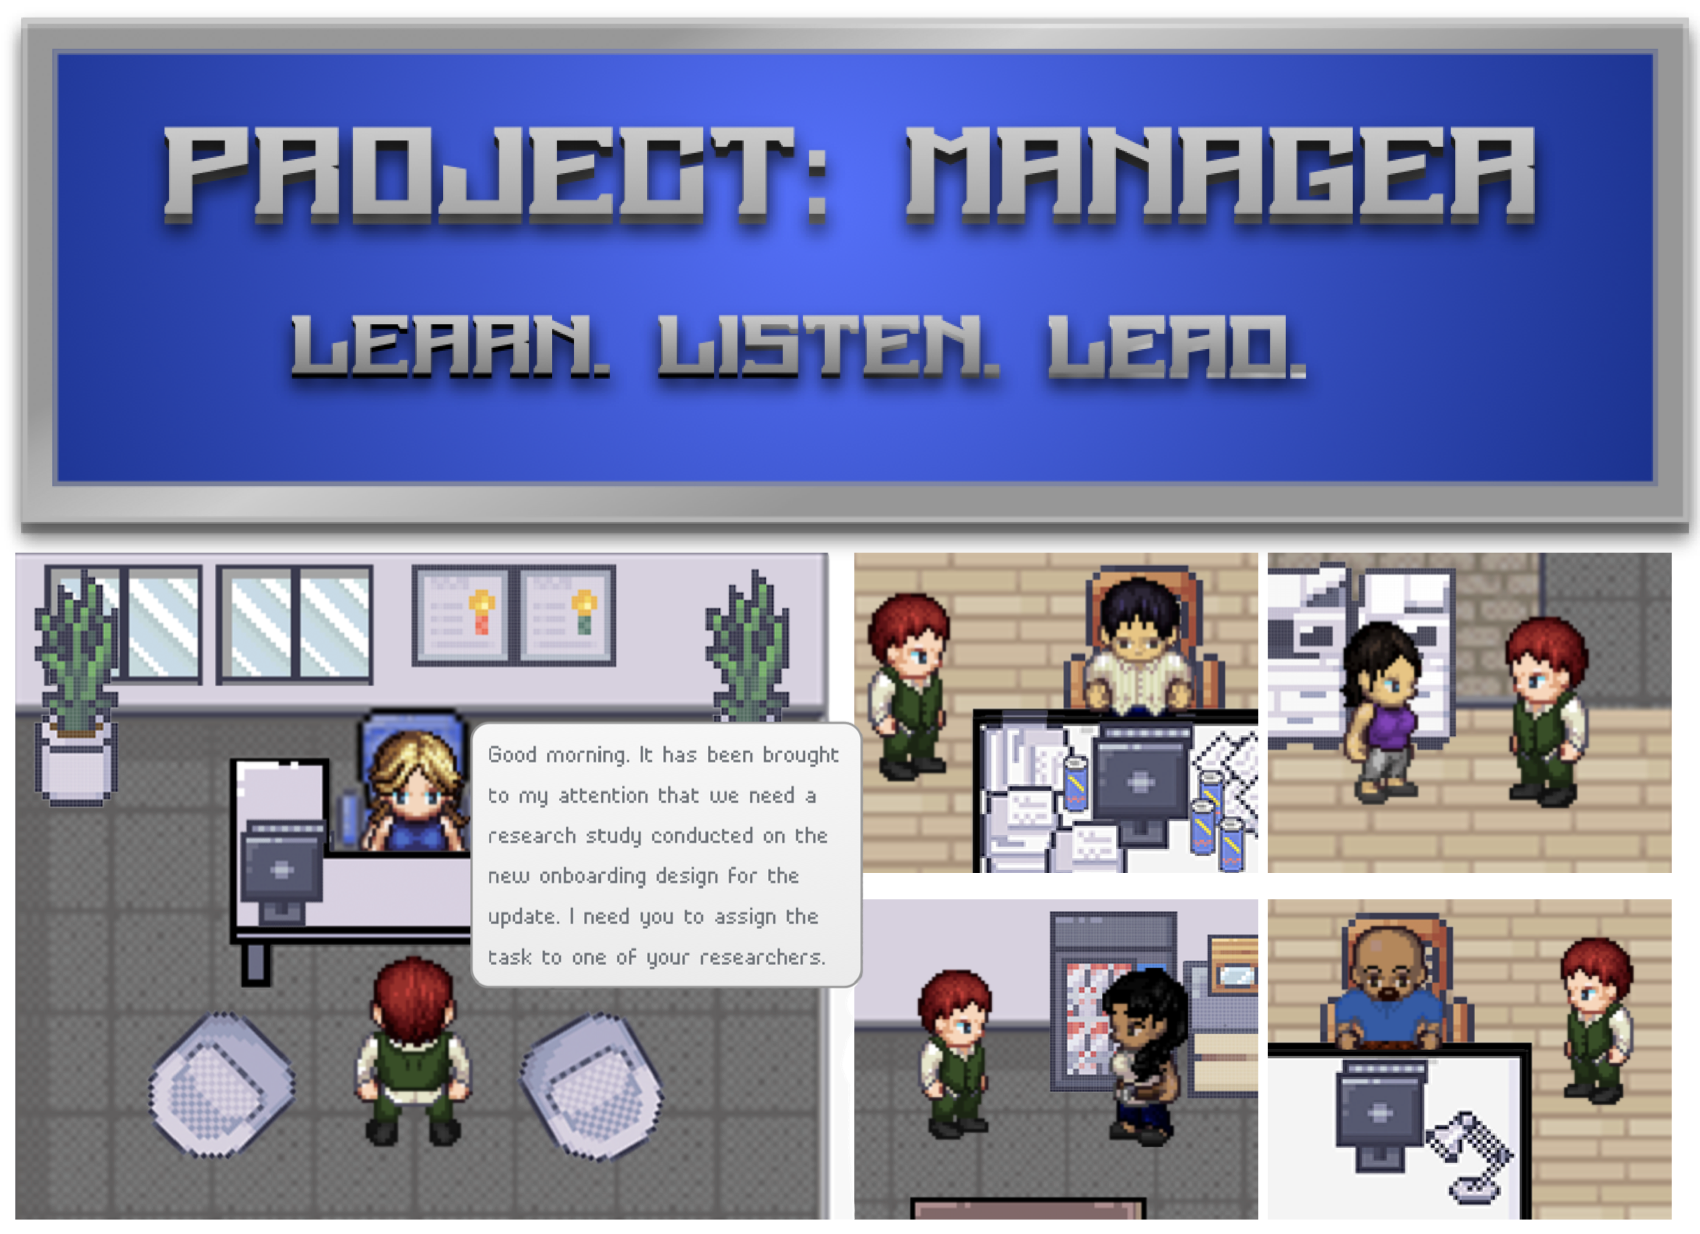 PROJECT: MANAGER
LEARN. LISTEN. LEAD.
Good morning. It has been brought
to my attention that we need a
research study conducted on the
new onboarding design for the
update. I need you to assign the
task to one of your researchers.